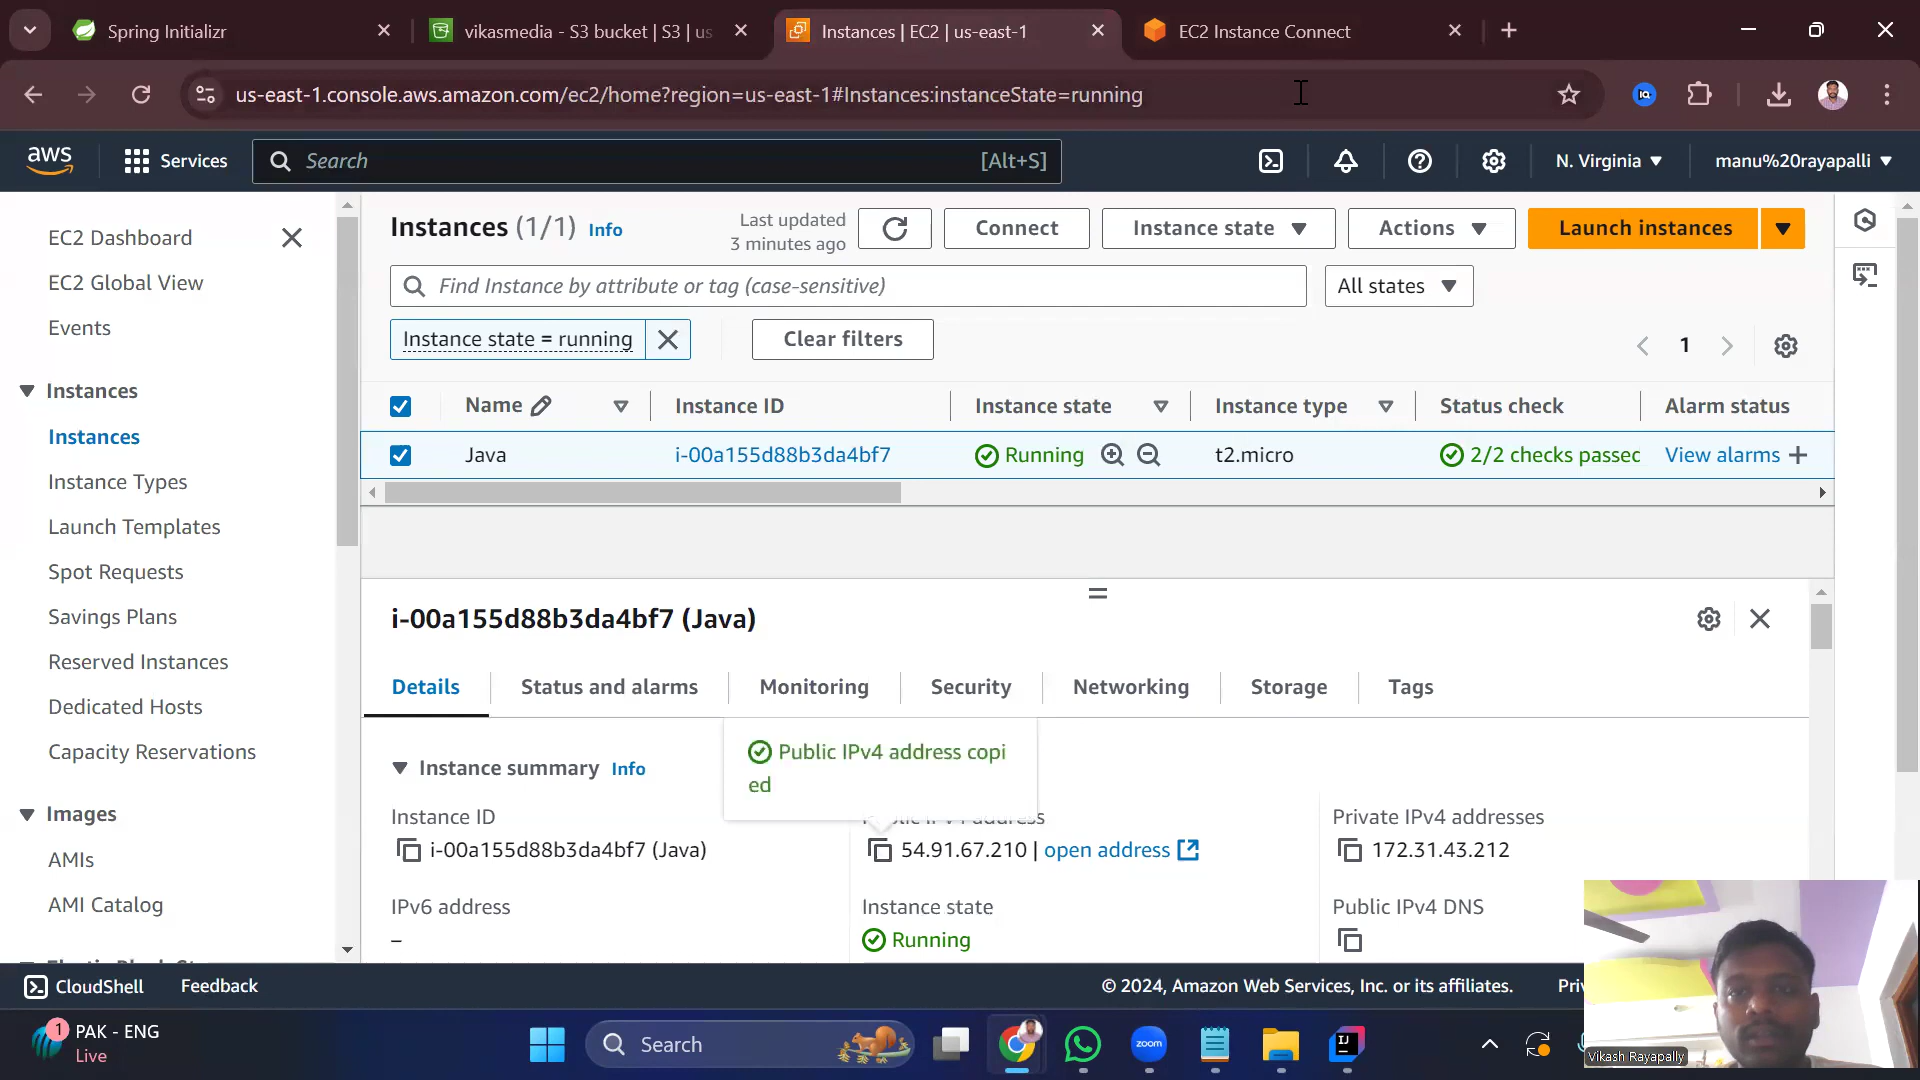 Spring Initializr
vikasmedia - S3 bucket | S3 | us
Instances | EC2 | us-east-1
EC2 Instance Connect
us-east-1.console.aws.amazon.com/ec2/home?region=us-east-1#Instances:instanceState=running
aws
Services
Search
[Alt+S]
N. Virginia
manu%20rayapalli
EC2 Dashboard
EC2 Global View
Events
Instances
Instances
Instance Types
Launch Templates
Spot Requests
Savings Plans
Reserved Instances
Dedicated Hosts
Capacity Reservations
Images
AMIs
AMI Catalog
Instances (1/1) Info
Last updated
3 minutes ago
Connect
Instance state
Actions
Launch instances
Find Instance by attribute or tag (case-sensitive)
All states
Instance state = running
Clear filters
1
Name
Instance ID
Instance state
Instance type
Status check
Alarm status
Java
i-00a155d88b3da4bf7
Running
t2.micro
2/2 checks passec
View alarms
i-00a155d88b3da4bf7 (Java)
Details
Status and alarms
Monitoring
Security
Networking
Storage
Tags
Public IPv4 address copi
ed
Instance summary Info
Instance ID
i-00a155d88b3da4bf7 (Java)
54.91.67.210 | open address
Private IPv4 addresses
172.31.43.212
IPv6 address
–
Instance state
Running
Public IPv4 DNS
CloudShell
Feedback
© 2024, Amazon Web Services, Inc. or its affiliates.
Pri
1
PAK - ENG
Live
Search
zoom
IJ
Vikash Rayapally